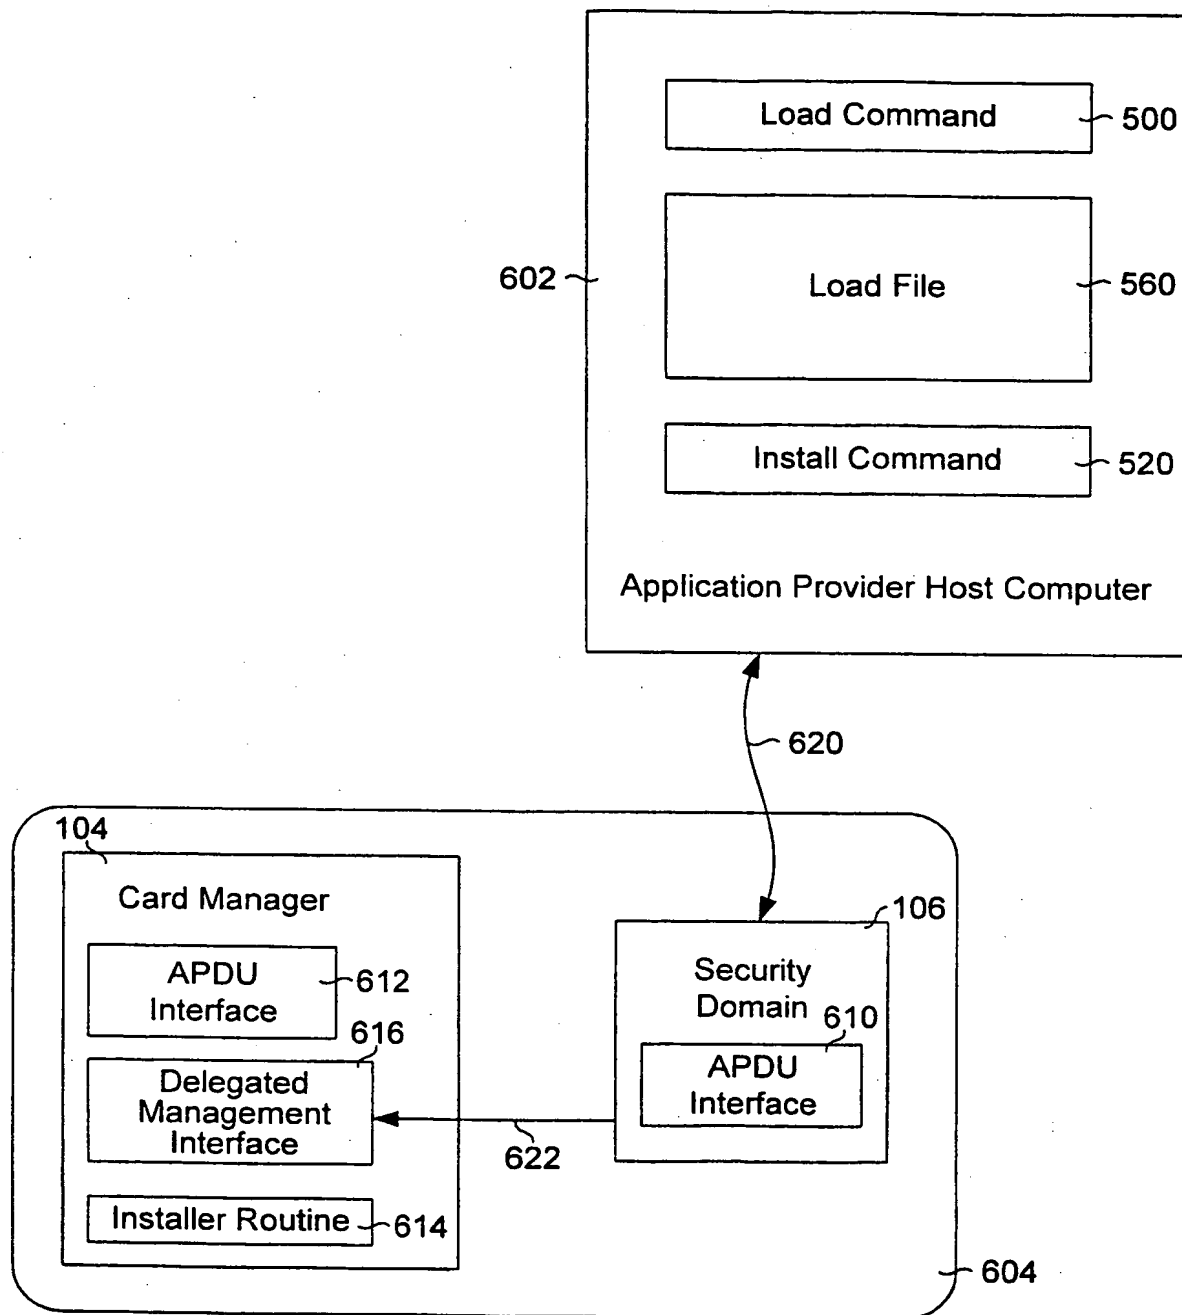 Load Command
500
602
Load File
560
Install Command
520
Application Provider Host Computer
620
104
Card Manager
106
APDU
Interface
612
Security
Domain
616
610
Delegated
Management
Interface
APDU
Interface
622
Installer Routine
614
604